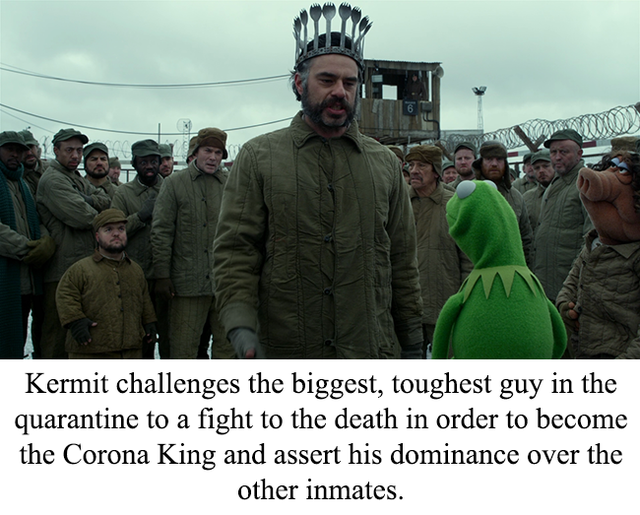 6
Kermit challenges the biggest, toughest guy in the
quarantine to a fight to the death in order to become
the Corona King and assert his dominance over the
other inmates.